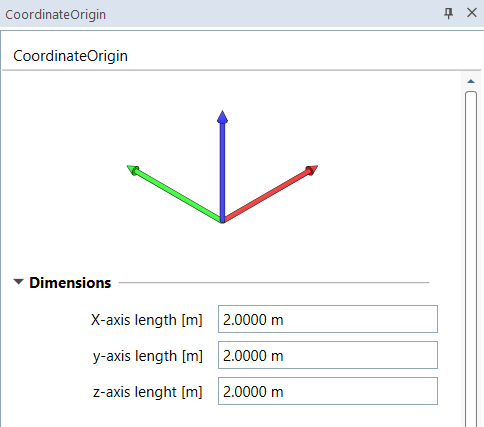 CoordinateOrigin
CoordinateOrigin
Dimensions
X-axis length [m] 2.0000 m
y-axis length [m] 2.0000 m
z-axis lenght [m] 2.0000 m